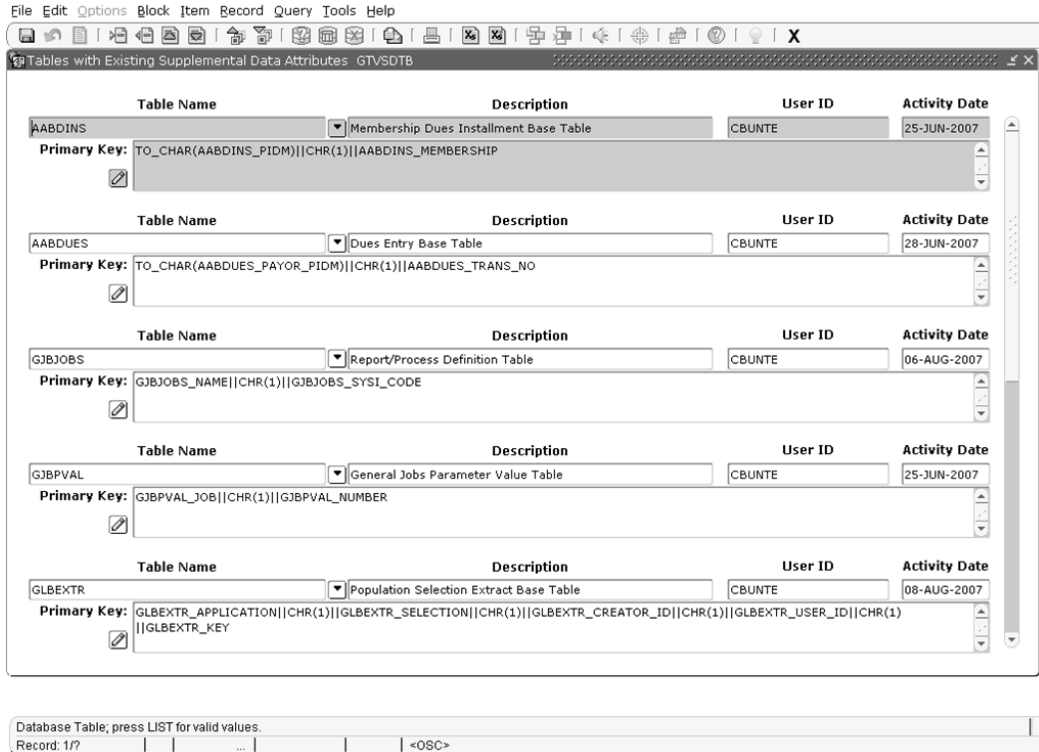 File Edit Options Block Item Record Query Tools Help
X
Tables with Existing Supplemental Data Attributes GTVSDTB
Table Name Description User ID Activity Date
AABDINS Membership Dues Installment Base Table CBUNTE 25-JUN-2007
Primary Key: TO_CHAR(AABDINS_PIDM)||CHR(1)||AABDINS_MEMBERSHIP
Table Name Description User ID Activity Date
AABDUES Dues Entry Base Table CBUNTE 28-JUN-2007
Primary Key: TO_CHAR(AABDUES_PAYOR_PIDM)||CHR(1)||AABDUES_TRANS_NO
Table Name Description User ID Activity Date
GJBJOBS Report/Process Definition Table CBUNTE 06-AUG-2007
Primary Key: GJBJOBS_NAME||CHR(1)||GJBJOBS_SYSI_CODE
Table Name Description User ID Activity Date
GJBPVAL General Jobs Parameter Value Table CBUNTE 25-JUN-2007
Primary Key: GJBPVAL_JOB||CHR(1)||GJBPVAL_NUMBER
Table Name Description User ID Activity Date
GLBEXTR Population Selection Extract Base Table CBUNTE 08-AUG-2007
Primary Key: GLBEXTR_APPLICATION||CHR(1)||GLBEXTR_SELECTION||CHR(1)||GLBEXTR_CREATOR_ID||CHR(1)||GLBEXTR_USER_ID||CHR(1)
||GLBEXTR_KEY
Database Table; press LIST for valid values.
Record: 1/? ... <OSC>